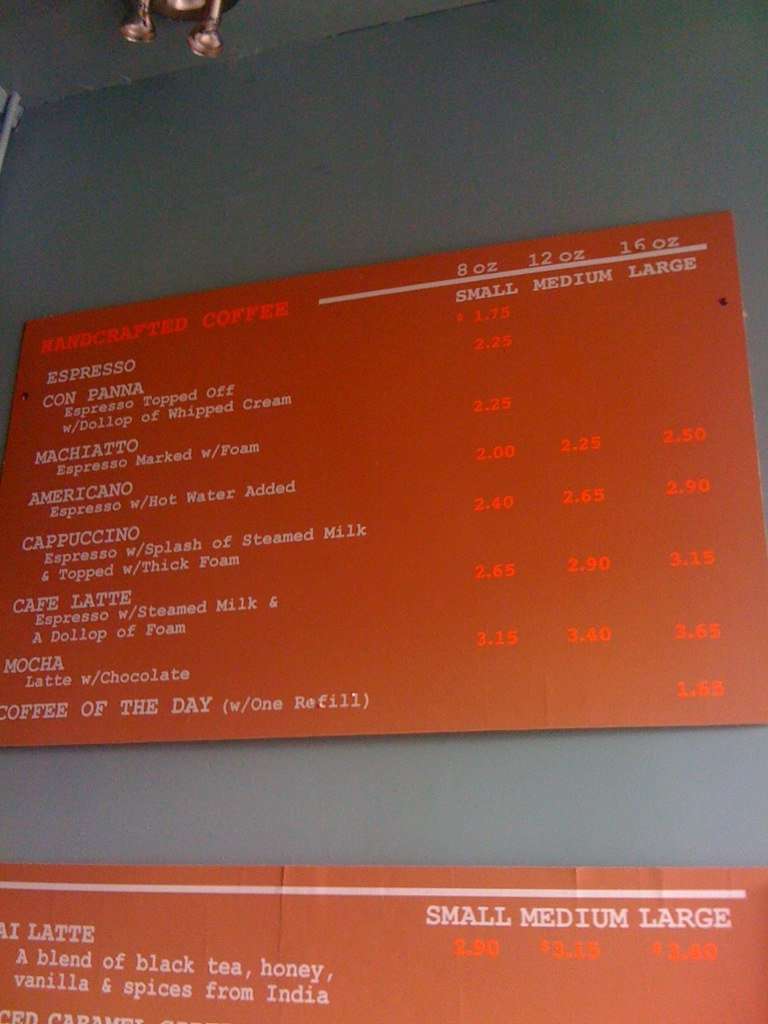 8 oz 12 oz 16 oz
HANDCRAFTED COFFEE SMALL MEDIUM LARGE
ESPRESSO $ 1.75
CON PANNA 2.25
Espresso Topped Off
w/Dollop of Whipped Cream
MACHIATTO 2.25
Espresso Marked w/Foam
AMERICANO 2.00 2.25 2.50
Espresso w/Hot Water Added
CAPPUCCINO 2.40 2.65 2.90
Espresso w/Splash of Steamed Milk
& Topped w/Thick Foam
CAFE LATTE 2.65 2.90 3.15
Espresso w/Steamed Milk &
A Dollop of Foam
MOCHA 3.15 3.40 3.65
Latte w/Chocolate
COFFEE OF THE DAY (w/One Refill)
SMALL MEDIUM LARGE
AI LATTE 2.90 $3.15 $3.40
A blend of black tea, honey,
vanilla & spices from India
CED CARAMEL